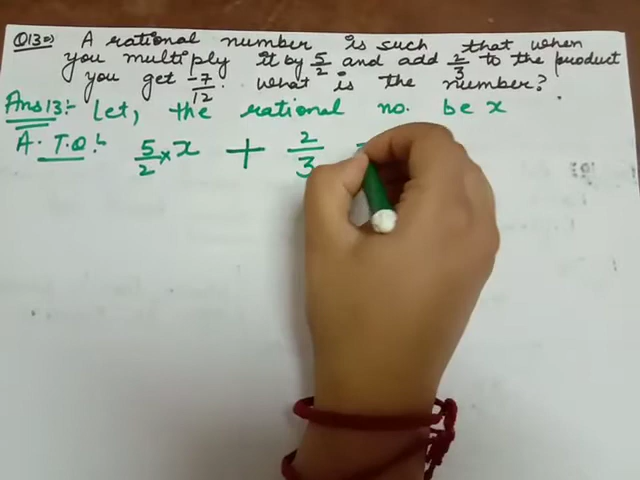 Q13=) A rational number is such that when
you multiply it by 5/2 and add 2/3 to the product
you get -7/12. What is the number?
Ans13:- Let, the rational no. be x
A.T.Q:- 5/2 × x + 2/3